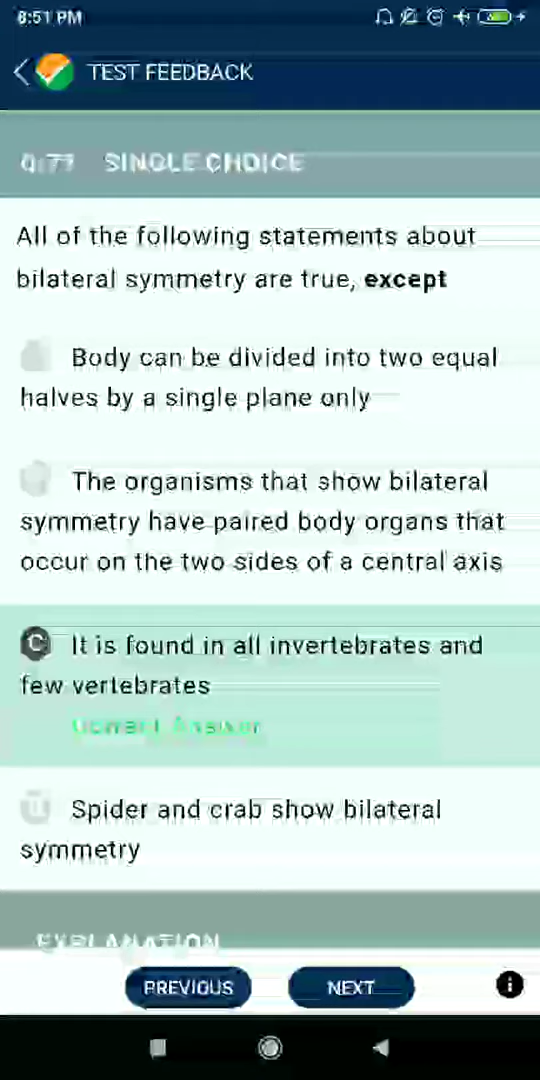 8:51 PM
TEST FEEDBACK
Q.77 SINGLE CHOICE
All of the following statements about
bilateral symmetry are true, except
Body can be divided into two equal
halves by a single plane only
The organisms that show bilateral
symmetry have paired body organs that
occur on the two sides of a central axis
C It is found in all invertebrates and
few vertebrates
Correct Answer
Spider and crab show bilateral
symmetry
EXPLANATION
PREVIOUS NEXT